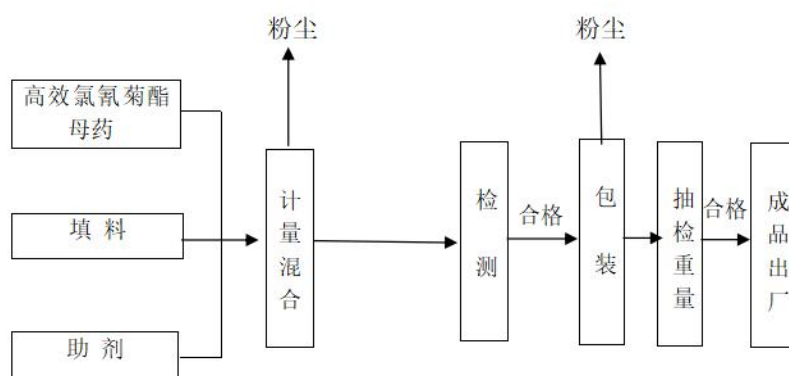 粉尘
粉尘
高效氯氰菊酯
母药
填料
助剂
计量混合
检测
合格
包装
抽检重量
合格
成品出厂